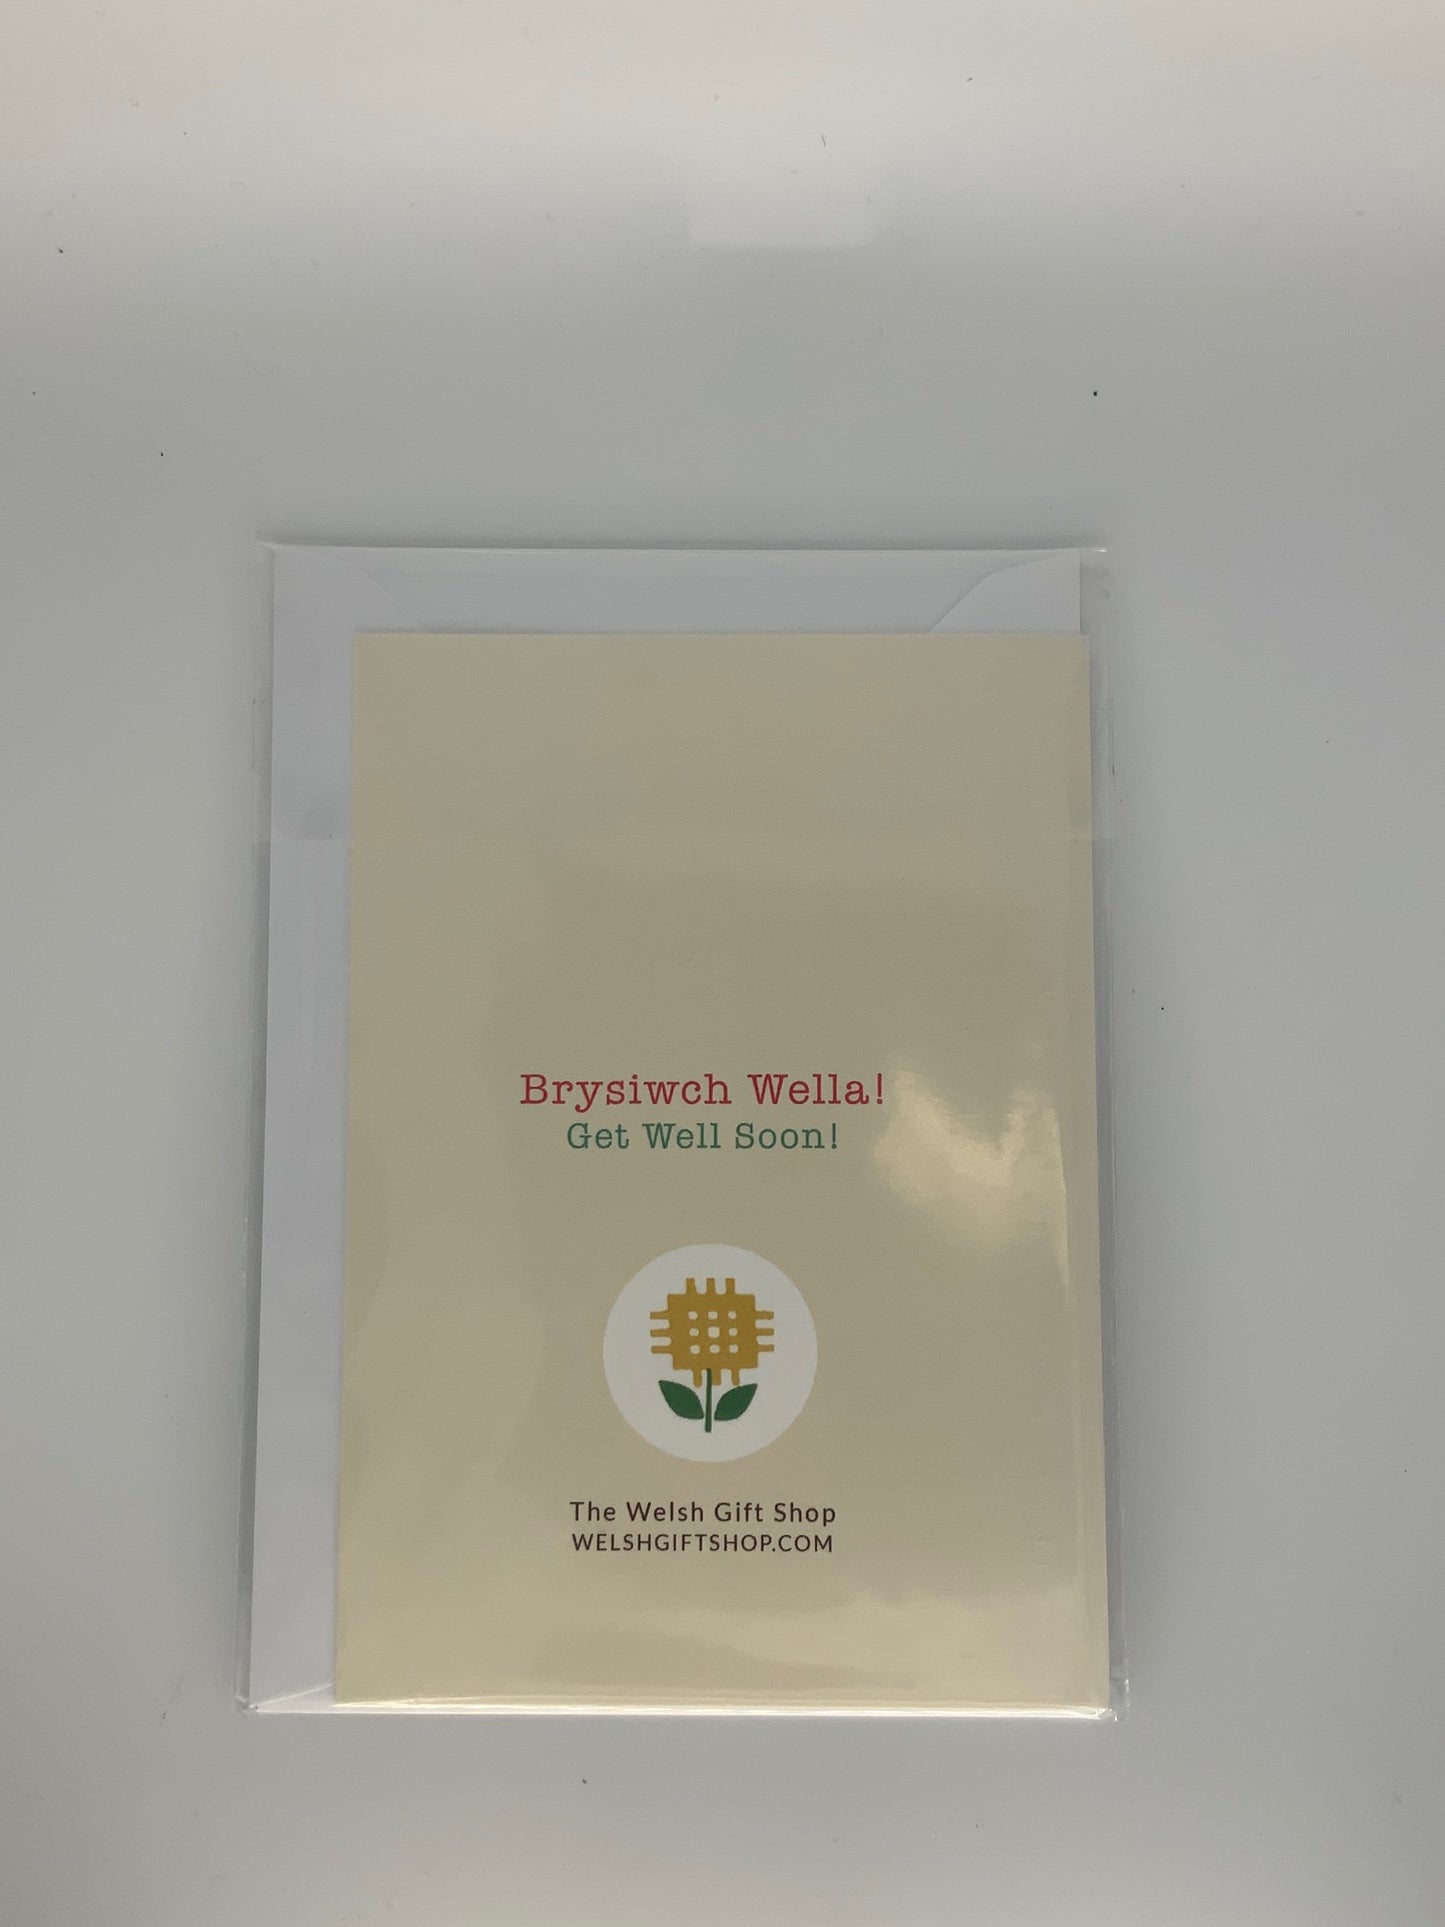 Brysiwch Wella!
Get Well Soon!
The Welsh Gift Shop
WELSHGIFTSHOP.COM